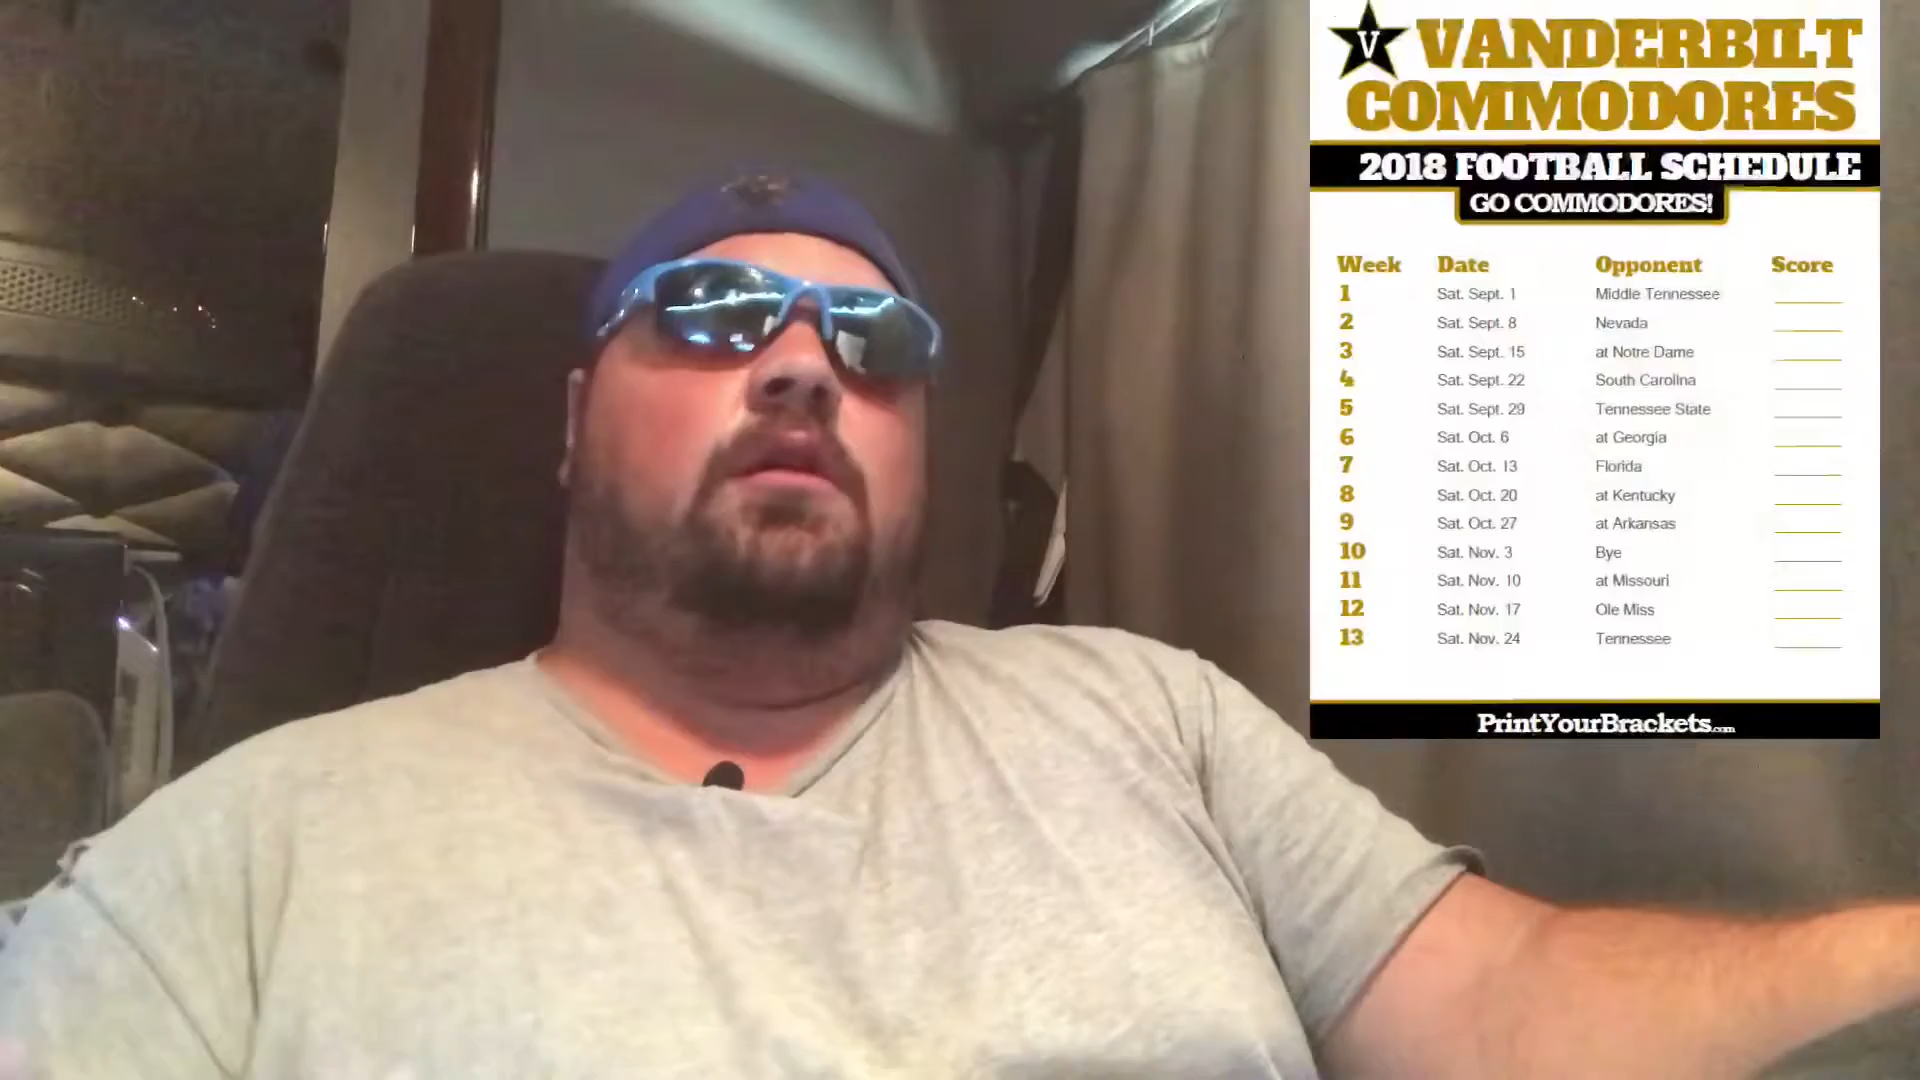 V VANDERBILT
COMMODORES
2018 FOOTBALL SCHEDULE
GO COMMODORES!
Week Date Opponent Score
1 Sat. Sept. 1 Middle Tennessee
2 Sat. Sept. 8 Nevada
3 Sat. Sept. 15 at Notre Dame
4 Sat. Sept. 22 South Carolina
5 Sat. Sept. 29 Tennessee State
6 Sat. Oct. 6 at Georgia
7 Sat. Oct. 13 Florida
8 Sat. Oct. 20 at Kentucky
9 Sat. Oct. 27 at Arkansas
10 Sat. Nov. 3 Bye
11 Sat. Nov. 10 at Missouri
12 Sat. Nov. 17 Ole Miss
13 Sat. Nov. 24 Tennessee
PrintYourBrackets.com